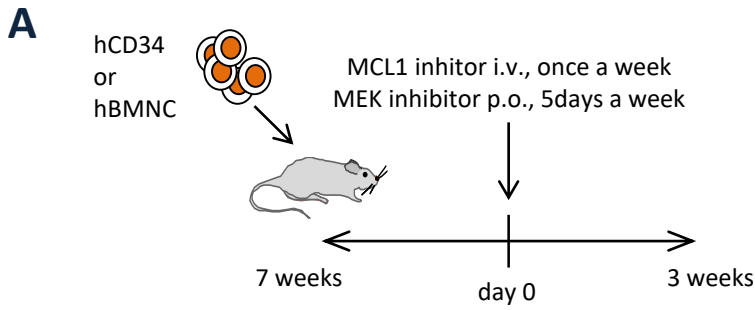 A
hCD34
or
hBMNC
MCL1 inhitor i.v., once a week
MEK inhibitor p.o., 5days a week
7 weeks
day 0
3 weeks